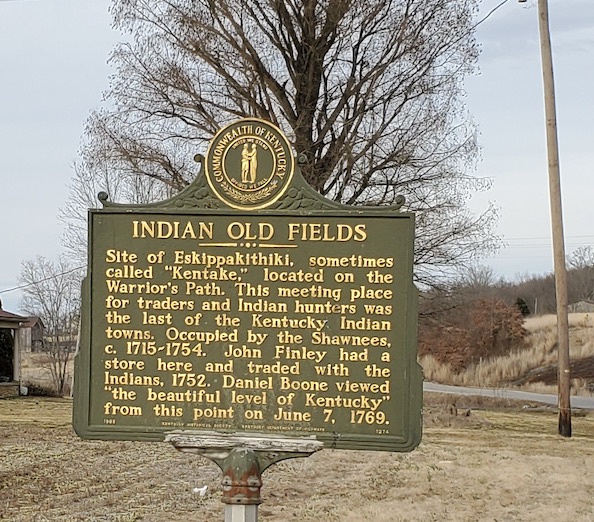 COMMONWEALTH OF KENTUCKY
INDIAN OLD FIELDS
Site of Eskippakithiki, sometimes
called "Kentake," located on the
Warrior's Path. This meeting place
for traders and Indian hunters was
the last of the Kentucky Indian
towns. Occupied by the Shawnees,
c. 1715-1754. John Finley had a
store here and traded with the
Indians, 1752. Daniel Boone viewed
"the beautiful level of Kentucky"
from this point on June 7, 1769.
KENTUCKY HISTORICAL SOCIETY KENTUCKY DEPARTMENT OF HIGHWAYS 1274